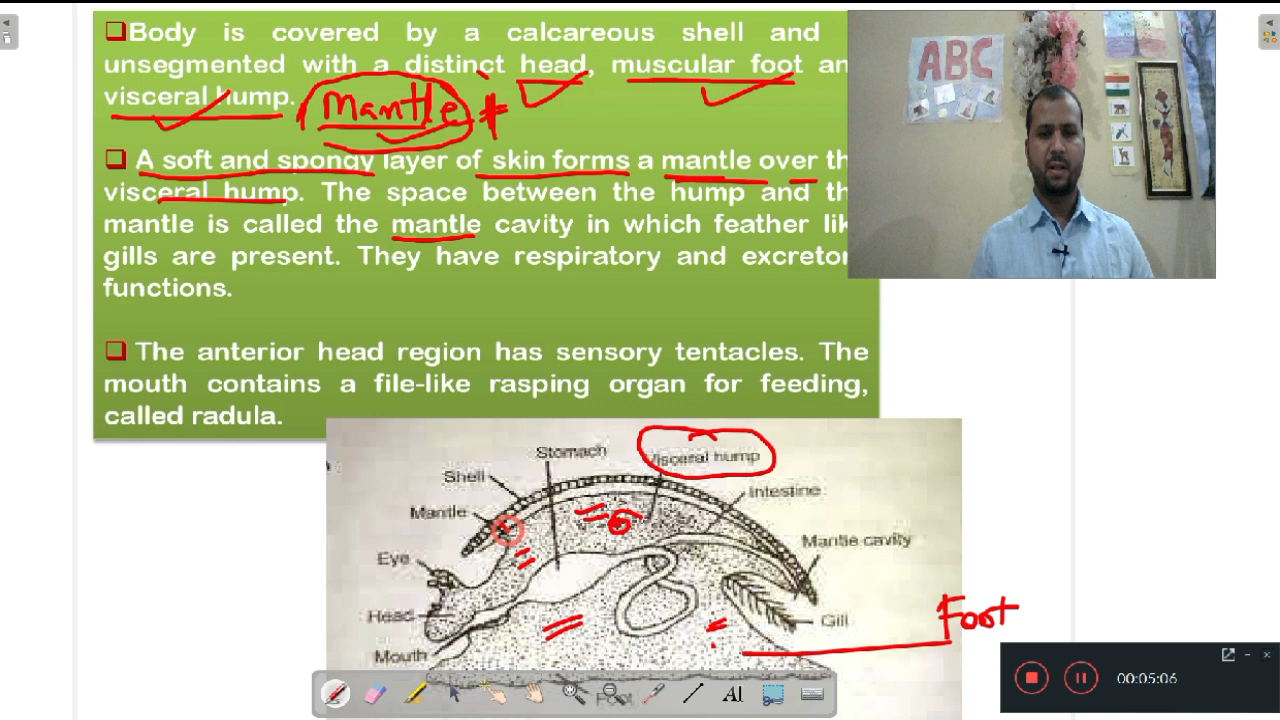 Body is covered by a calcareous shell and
unsegmented with a distinct head, muscular foot an
visceral hump. Mantle *
A soft and spongy layer of skin forms a mantle over th
visceral hump. The space between the hump and th
mantle is called the mantle cavity in which feather lik
gills are present. They have respiratory and excretor
functions.
The anterior head region has sensory tentacles. The
mouth contains a file-like rasping organ for feeding,
called radula.
ABC
Stomach
Visceral hump
Shell
Intestine
Mantle
Mantle cavity
Eye
Head
Gill
Foot
Mouth
AI
00:05:06